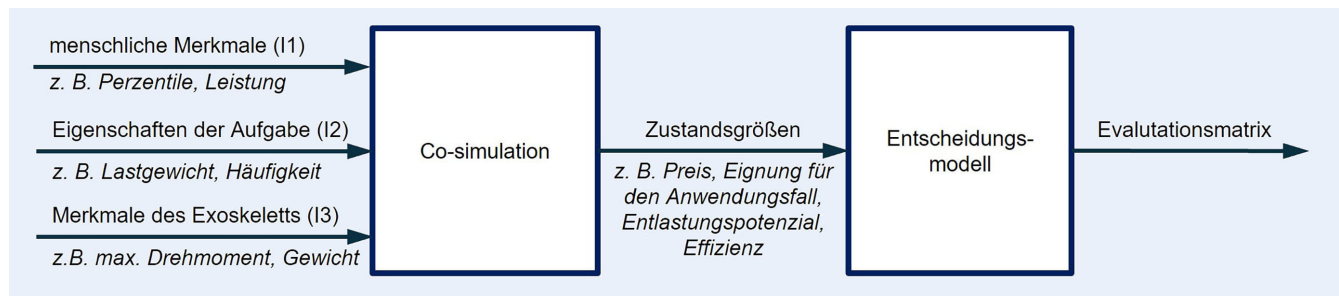 menschliche Merkmale (I1)
z. B. Perzentile, Leistung
Eigenschaften der Aufgabe (I2)
z. B. Lastgewicht, Häufigkeit
Merkmale des Exoskeletts (I3)
z.B. max. Drehmoment, Gewicht
Co-simulation
Zustandsgrößen
z. B. Preis, Eignung für
den Anwendungsfall,
Entlastungspotenzial,
Effizienz
Entscheidungs-
modell
Evalutationsmatrix